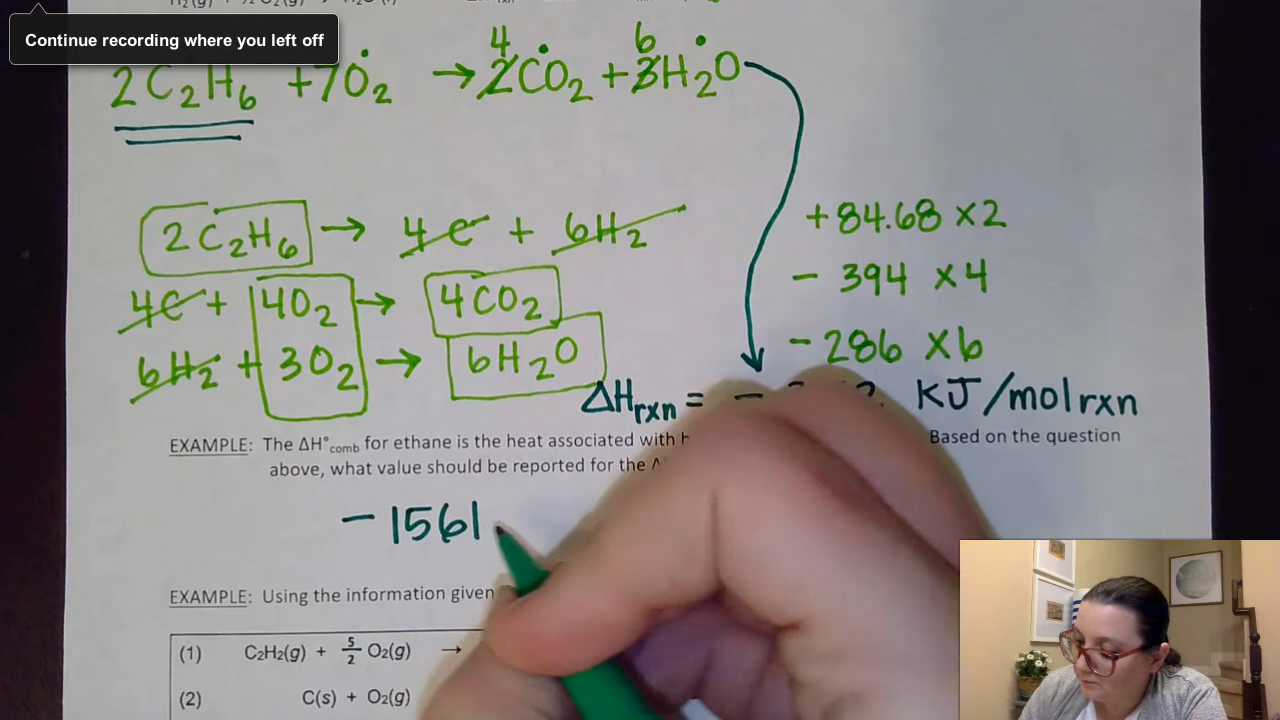 Continue recording where you left off
4 6
2C₂H₆ + 7O₂ → 2CO₂ + 3H₂O
2C₂H₆ → 4C + 6H₂ +84.68 x2
4C + 4O₂ → 4CO₂ - 394 x4
6H₂ + 3O₂ → 6H₂O - 286 x6
ΔHrxn = - KJ/molrxn
EXAMPLE: The ΔH°comb for ethane is the heat associated with Based on the question
above, what value should be reported for the
- 1561
EXAMPLE: Using the information given
(1) C2H2(g) + 5/2 O2(g) →
(2) C(s) + O2(g)